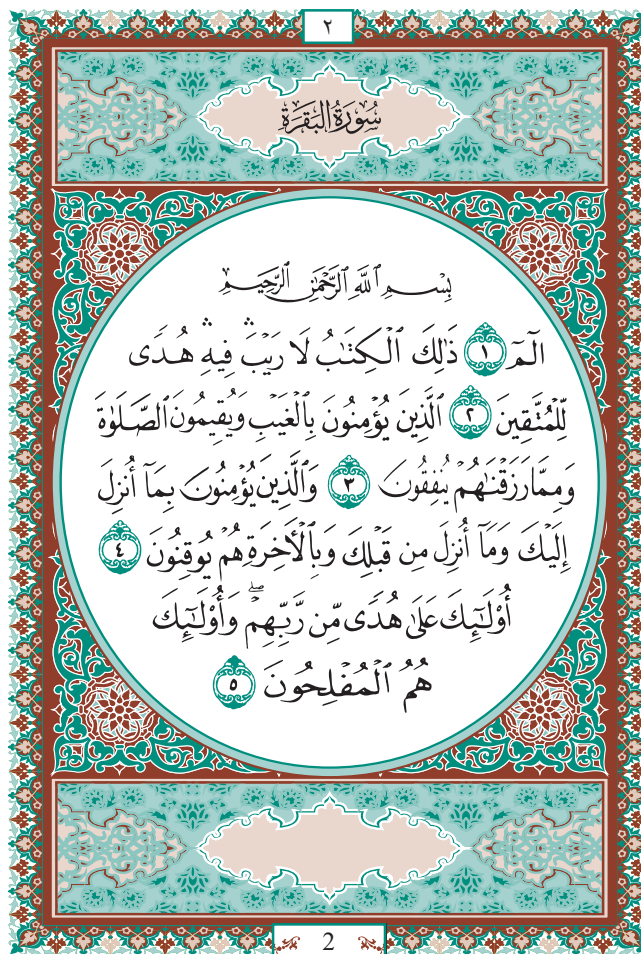 ٢
سُورَةُ البَقَرَةِ
بِسْمِ ٱللَّهِ ٱلرَّحْمَٰنِ ٱلرَّحِيمِ
الٓمٓ ١ ذَٰلِكَ ٱلْكِتَٰبُ لَا رَيْبَۛ فِيهِۛ هُدًى
لِّلْمُتَّقِينَ ٢ ٱلَّذِينَ يُؤْمِنُونَ بِٱلْغَيْبِ وَيُقِيمُونَ ٱلصَّلَوٰةَ
وَمِمَّا رَزَقْنَٰهُمْ يُنفِقُونَ ٣ وَٱلَّذِينَ يُؤْمِنُونَ بِمَآ أُنزِلَ
إِلَيْكَ وَمَآ أُنزِلَ مِن قَبْلِكَ وَبِٱلْأَخِرَةِ هُمْ يُوقِنُونَ ٤
أُو۟لَٰٓئِكَ عَلَىٰ هُدًى مِّن رَّبِّهِمْۖ وَأُو۟لَٰٓئِكَ
هُمُ ٱلْمُفْلِحُونَ ٥
2